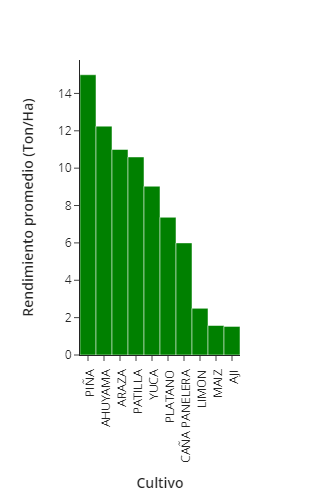 Rendimiento promedio (Ton/Ha)
14
12
10
8
6
4
2
0
PIÑA
AHUYAMA
ARAZA
PATILLA
YUCA
PLATANO
CAÑA PANELERA
LIMON
MAIZ
AJI
Cultivo